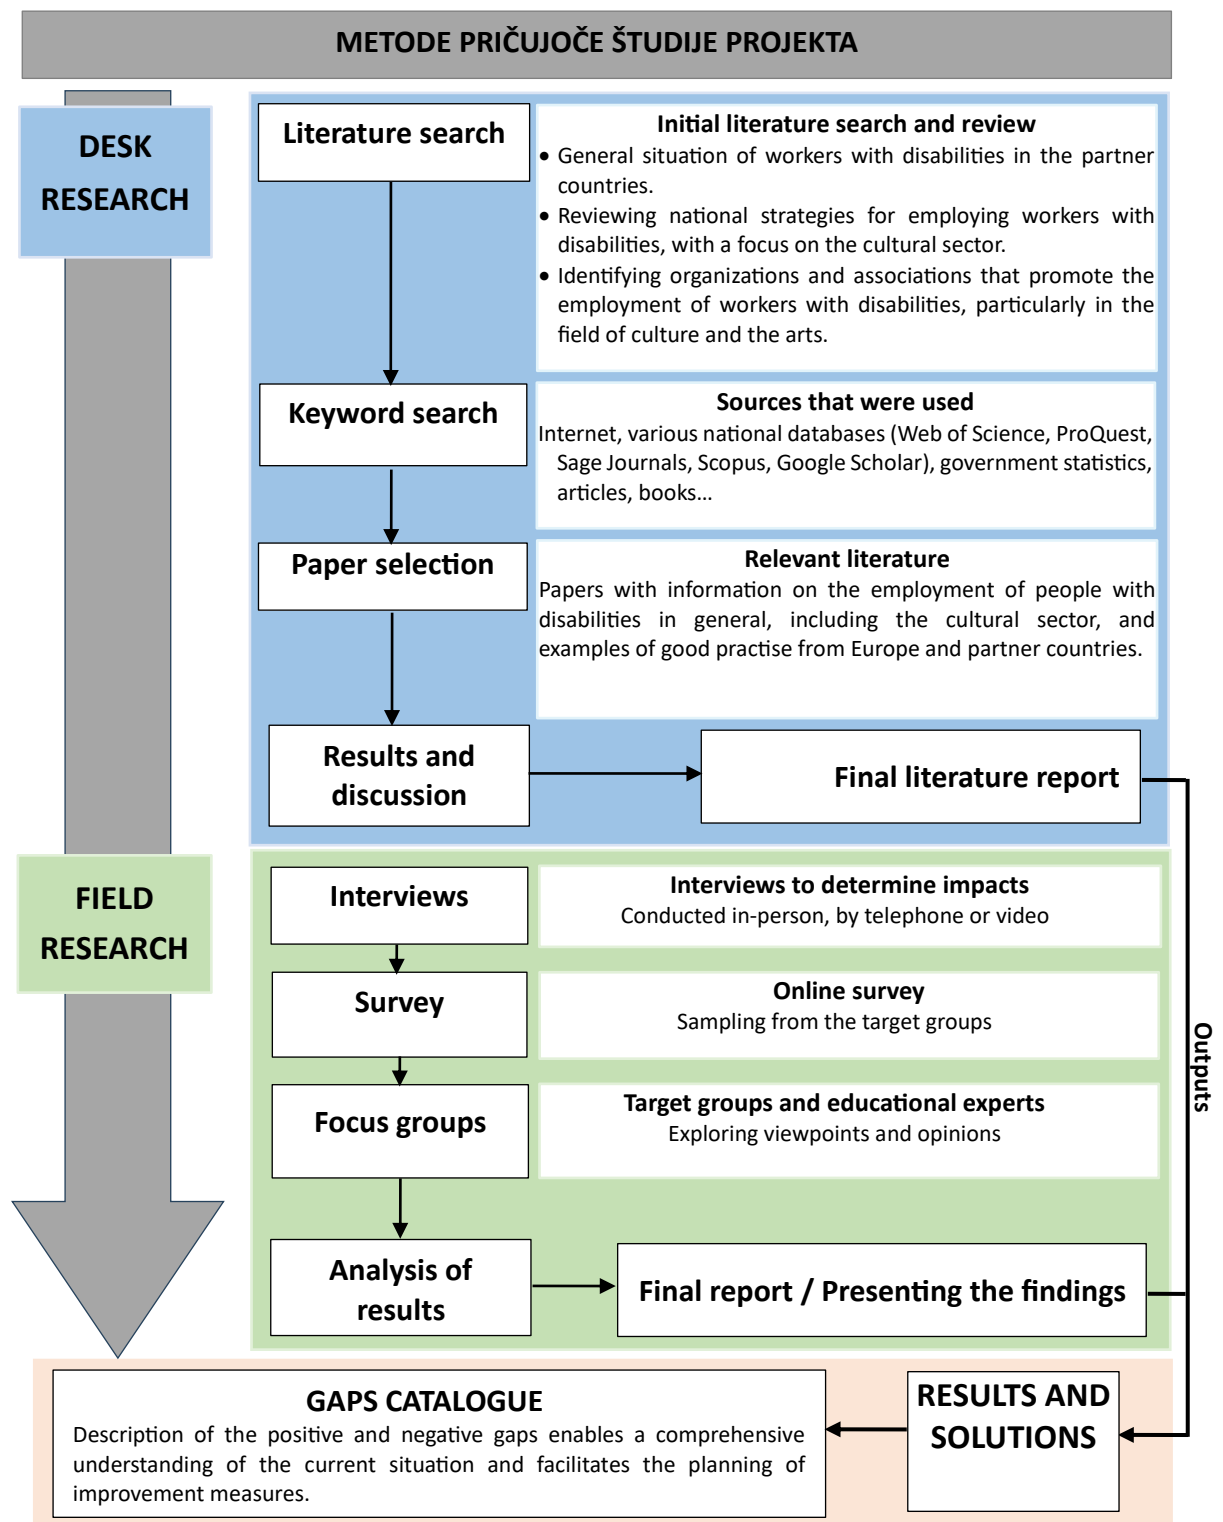 METODE PRIČUJOČE ŠTUDIJE PROJEKTA
DESK
RESEARCH
Literature search
Initial literature search and review
• General situation of workers with disabilities in the partner
countries.
• Reviewing national strategies for employing workers with
disabilities, with a focus on the cultural sector.
• Identifying organizations and associations that promote the
employment of workers with disabilities, particularly in the
field of culture and the arts.
Keyword search
Sources that were used
Internet, various national databases (Web of Science, ProQuest,
Sage Journals, Scopus, Google Scholar), government statistics,
articles, books...
Paper selection
Relevant literature
Papers with information on the employment of people with
disabilities in general, including the cultural sector, and
examples of good practise from Europe and partner countries.
Results and
discussion
Final literature report
FIELD
RESEARCH
Interviews
Interviews to determine impacts
Conducted in-person, by telephone or video
Survey
Online survey
Sampling from the target groups
Focus groups
Target groups and educational experts
Exploring viewpoints and opinions
Analysis of
results
Final report / Presenting the findings
Outputs
GAPS CATALOGUE
Description of the positive and negative gaps enables a comprehensive
understanding of the current situation and facilitates the planning of
improvement measures.
RESULTS AND
SOLUTIONS